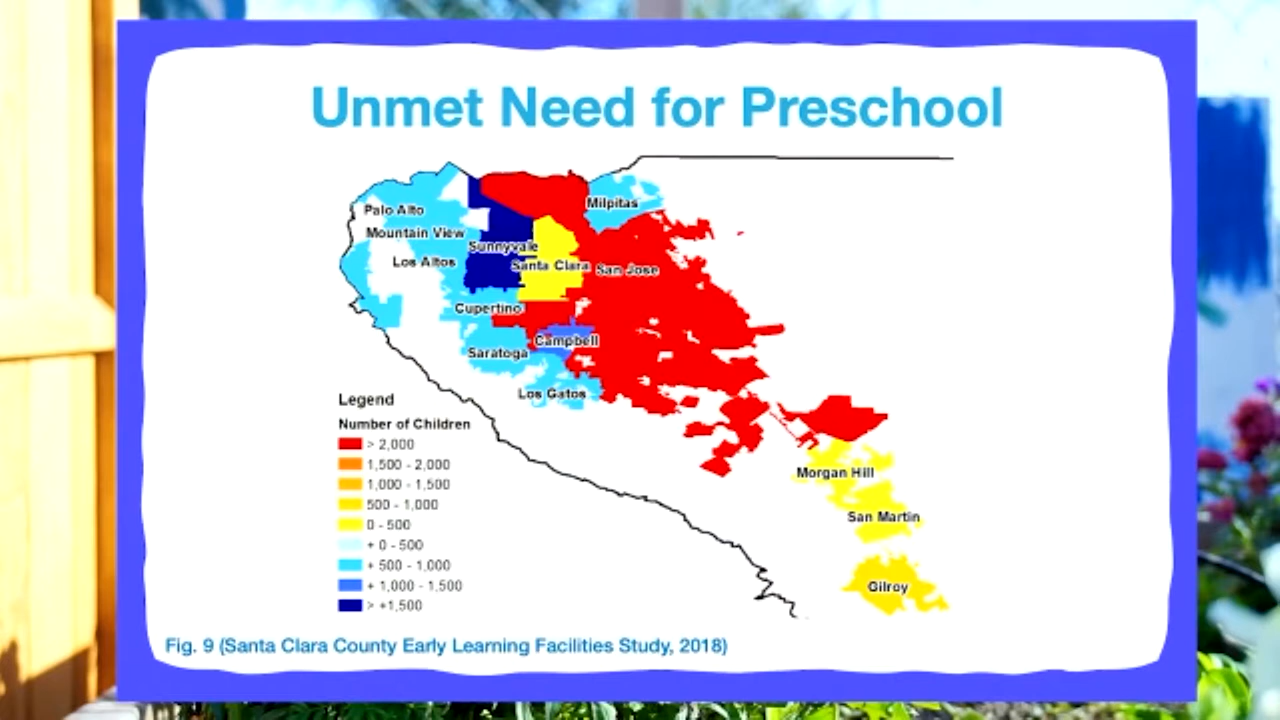 Unmet Need for Preschool
Palo Alto
Milpitas
Mountain View
Sunnyvale
Los Altos
Santa Clara
San Jose
Cupertino
Campbell
Saratoga
Los Gatos
Legend
Number of Children
> 2,000
1,500 - 2,000
1,000 - 1,500
500 - 1,000
0 - 500
+ 0 - 500
+ 500 - 1,000
+ 1,000 - 1,500
> +1,500
Morgan Hill
San Martin
Gilroy
Fig. 9 (Santa Clara County Early Learning Facilities Study, 2018)